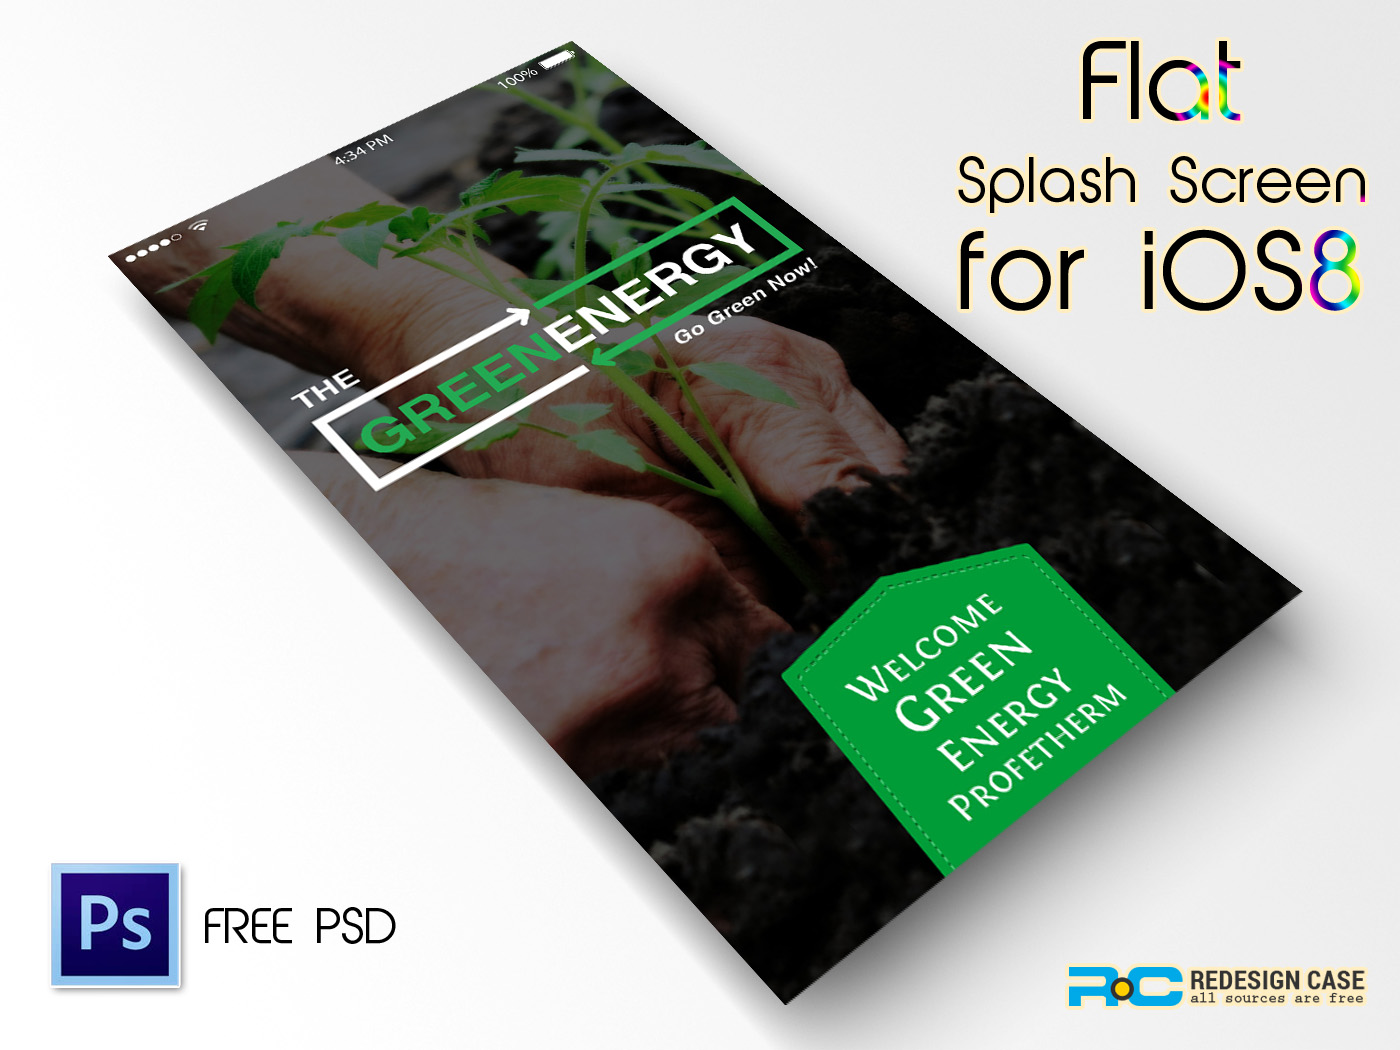 Flat
Splash Screen
for iOS8
100%
4:34 PM
THE
GREENENERGY
Go Green Now!
WELCOME
GREEN
ENERGY
PROFETHERM
Ps
FREE PSD
RC
REDESIGN CASE
all sources are free